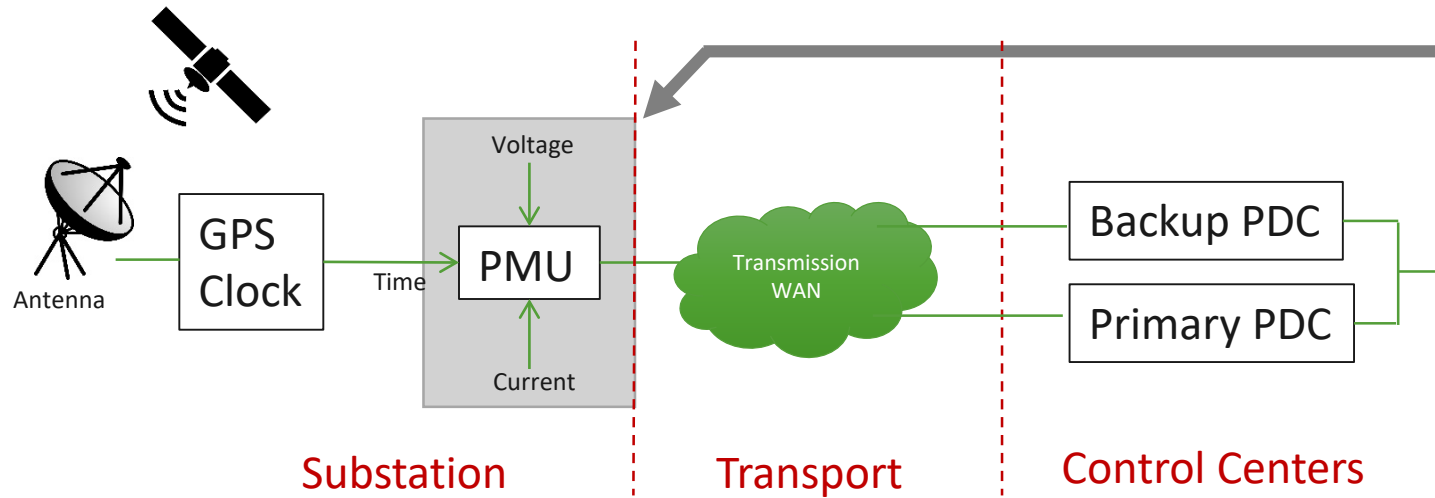 Voltage
GPS
Clock
PMU
Time
Antenna
Current
Transmission
WAN
Backup PDC
Primary PDC
Substation
Transport
Control Centers